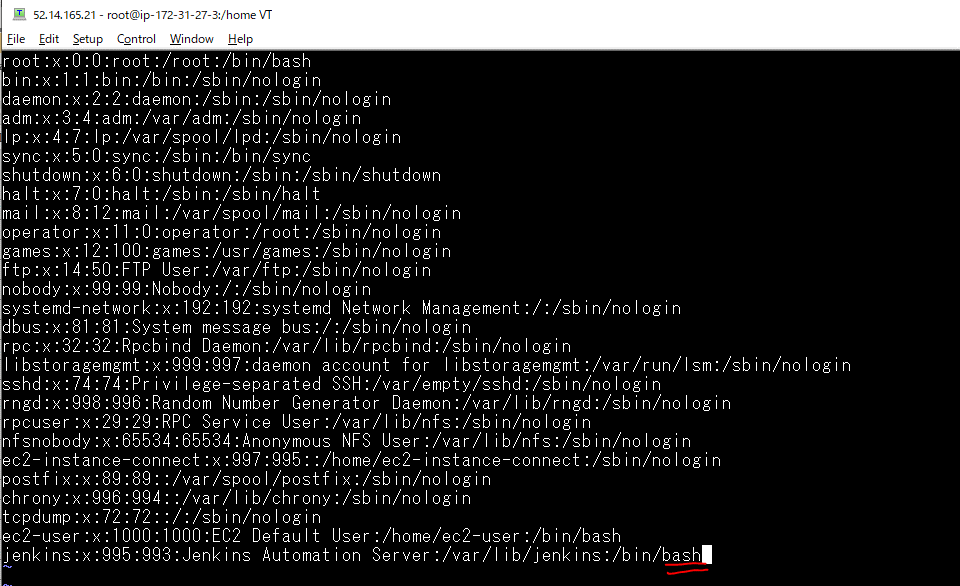 52.14.165.21 - root@ip-172-31-27-3:/home VT
File Edit Setup Control Window Help
root:x:0:0:root:/root:/bin/bash
bin:x:1:1:bin:/bin:/sbin/nologin
daemon:x:2:2:daemon:/sbin:/sbin/nologin
adm:x:3:4:adm:/var/adm:/sbin/nologin
lp:x:4:7:lp:/var/spool/lpd:/sbin/nologin
sync:x:5:0:sync:/sbin:/bin/sync
shutdown:x:6:0:shutdown:/sbin:/sbin/shutdown
halt:x:7:0:halt:/sbin:/sbin/halt
mail:x:8:12:mail:/var/spool/mail:/sbin/nologin
operator:x:11:0:operator:/root:/sbin/nologin
games:x:12:100:games:/usr/games:/sbin/nologin
ftp:x:14:50:FTP User:/var/ftp:/sbin/nologin
nobody:x:99:99:Nobody:/:/sbin/nologin
systemd-network:x:192:192:systemd Network Management:/:/sbin/nologin
dbus:x:81:81:System message bus:/:/sbin/nologin
rpc:x:32:32:Rpcbind Daemon:/var/lib/rpcbind:/sbin/nologin
libstoragemgmt:x:999:997:daemon account for libstoragemgmt:/var/run/lsm:/sbin/nologin
sshd:x:74:74:Privilege-separated SSH:/var/empty/sshd:/sbin/nologin
rngd:x:998:996:Random Number Generator Daemon:/var/lib/rngd:/sbin/nologin
rpcuser:x:29:29:RPC Service User:/var/lib/nfs:/sbin/nologin
nfsnobody:x:65534:65534:Anonymous NFS User:/var/lib/nfs:/sbin/nologin
ec2-instance-connect:x:997:995::/home/ec2-instance-connect:/sbin/nologin
postfix:x:89:89::/var/spool/postfix:/sbin/nologin
chrony:x:996:994::/var/lib/chrony:/sbin/nologin
tcpdump:x:72:72::/:/sbin/nologin
ec2-user:x:1000:1000:EC2 Default User:/home/ec2-user:/bin/bash
jenkins:x:995:993:Jenkins Automation Server:/var/lib/jenkins:/bin/bash
~
~